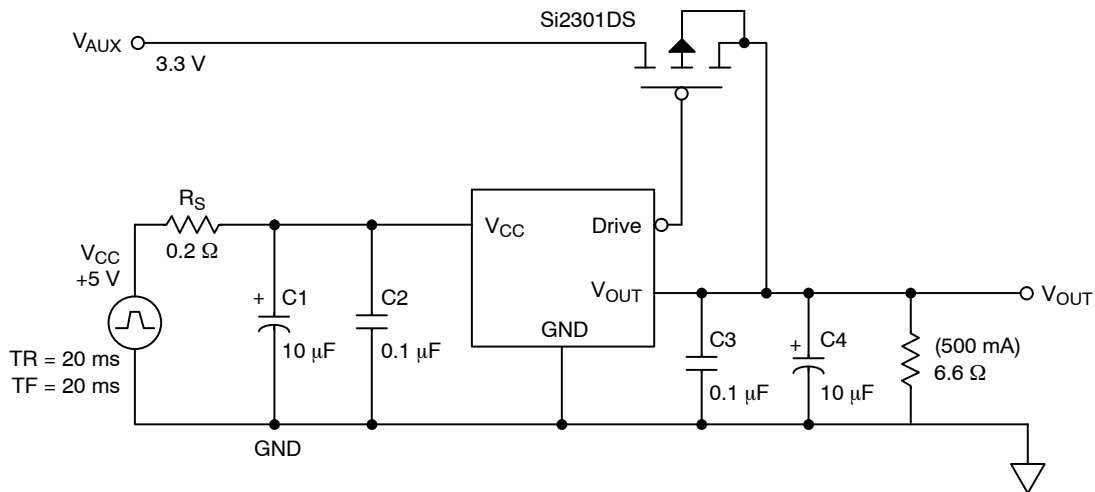 Si2301DS
VAUX
3.3 V
RS
0.2 Ω
VCC
+5 V
TR = 20 ms
TF = 20 ms
+ C1
10 μF
C2
0.1 μF
GND
VCC
Drive
VOUT
GND
C3
0.1 μF
+ C4
10 μF
(500 mA)
6.6 Ω
VOUT